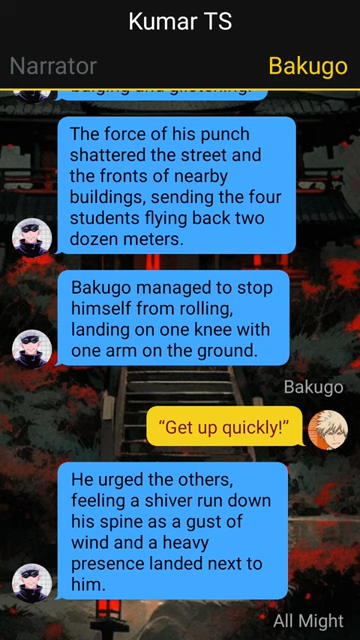 Kumar TS
Narrator
Bakugo
bulging and glistening.
The force of his punch
shattered the street and
the fronts of nearby
buildings, sending the four
students flying back two
dozen meters.
Bakugo managed to stop
himself from rolling,
landing on one knee with
one arm on the ground.
Bakugo
“Get up quickly!”
He urged the others,
feeling a shiver run down
his spine as a gust of
wind and a heavy
presence landed next to
him.
All Might